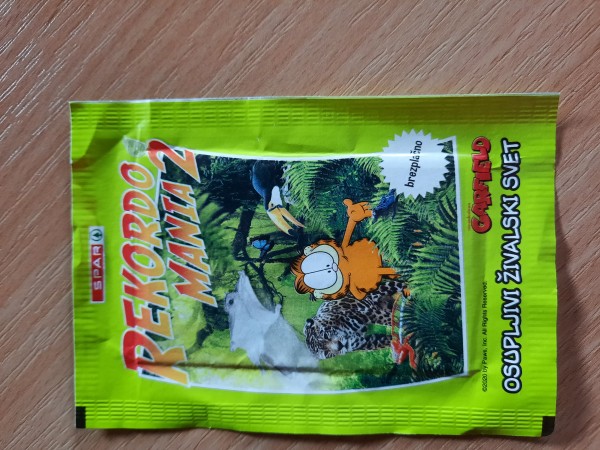 SPAR
REKORDO
MANIA 2
brezplačno
GARFIELD
©2020 by Paws, Inc. All Rights Reserved.
OSUPLJIVI ŽIVALSKI SVET